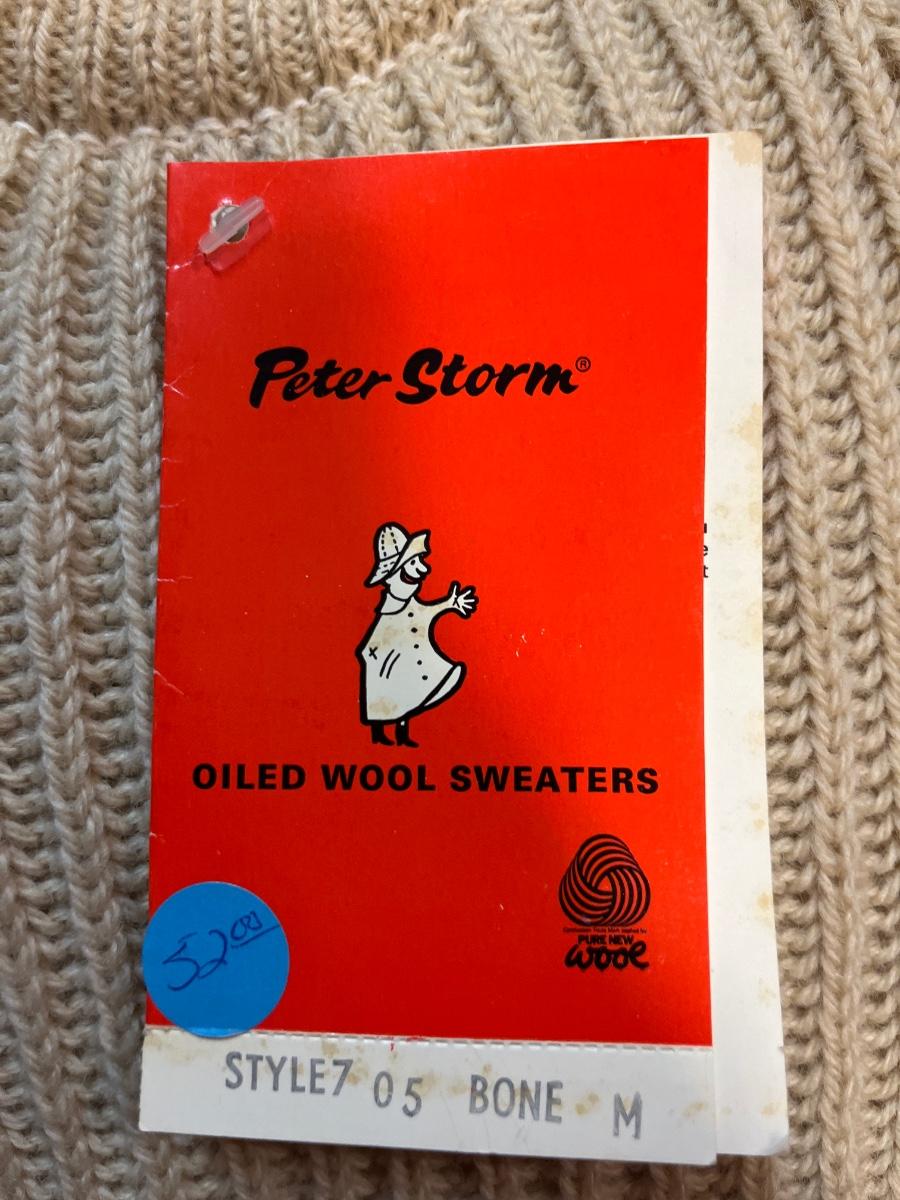 Peter Storm®
OILED WOOL SWEATERS
PURE NEW
wool
52.00
STYLE7 05 BONE M
e
t